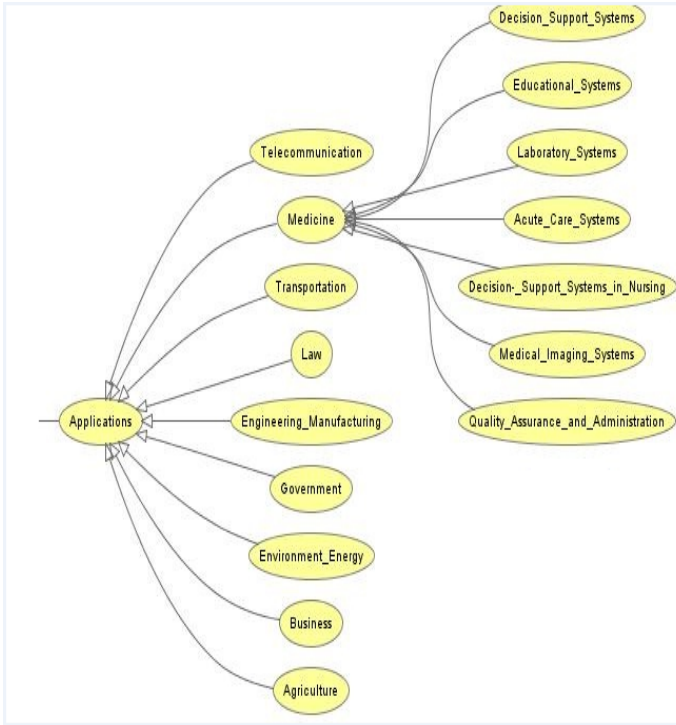 Decision_Support_Systems
Educational_Systems
Telecommunication
Laboratory_Systems
Medicine
Acute_Care_Systems
Transportation
Decision-_Support_Systems_in_Nursing
Law
Medical_Imaging_Systems
Applications
Engineering_Manufacturing
Quality_Assurance_and_Administration
Government
Environment_Energy
Business
Agriculture